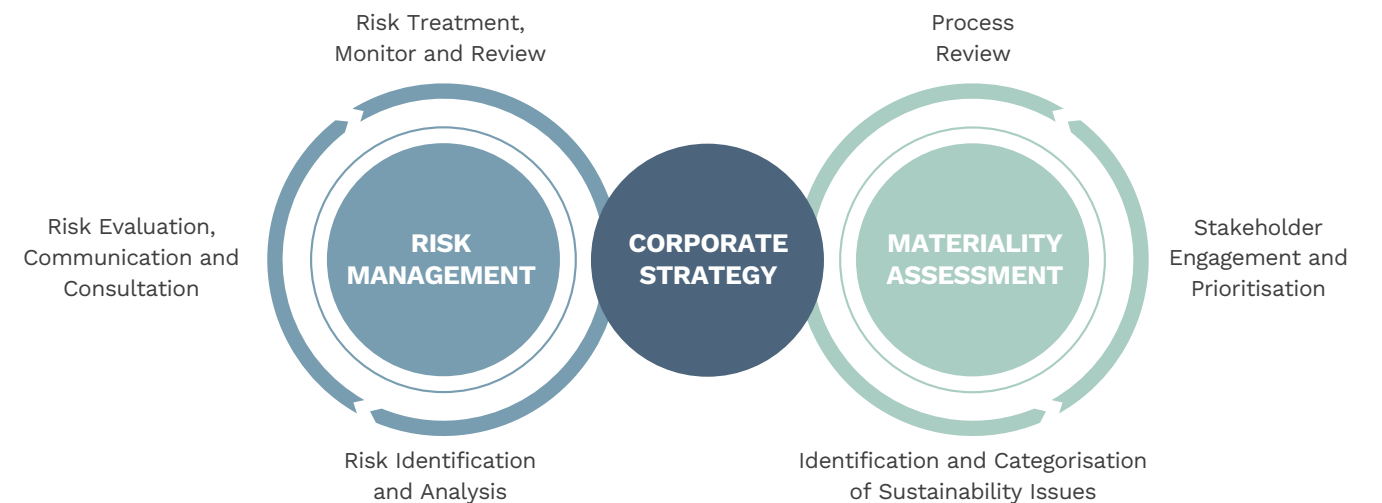 Risk Treatment,
Monitor and Review
Process
Review
Risk Evaluation,
Communication and
Consultation
RISK
MANAGEMENT
CORPORATE
STRATEGY
MATERIALITY
ASSESSMENT
Stakeholder
Engagement and
Prioritisation
Risk Identification
and Analysis
Identification and Categorisation
of Sustainability Issues